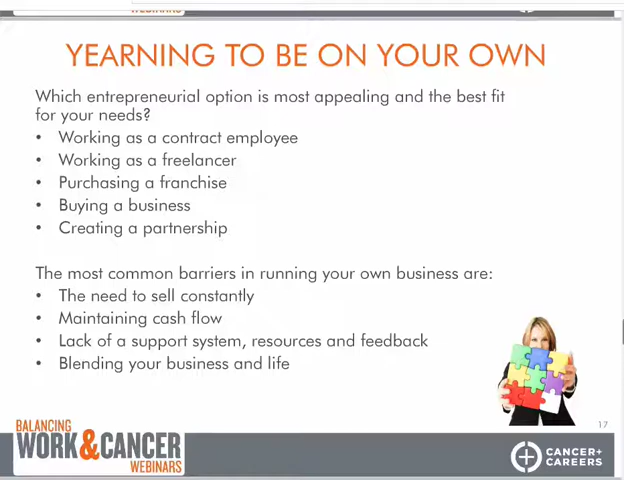 WEBINARS
YEARNING TO BE ON YOUR OWN
Which entrepreneurial option is most appealing and the best fit
for your needs?
• Working as a contract employee
• Working as a freelancer
• Purchasing a franchise
• Buying a business
• Creating a partnership
The most common barriers in running your own business are:
• The need to sell constantly
• Maintaining cash flow
• Lack of a support system, resources and feedback
• Blending your business and life
17
BALANCING
WORK & CANCER
WEBINARS
CANCER+
CAREERS